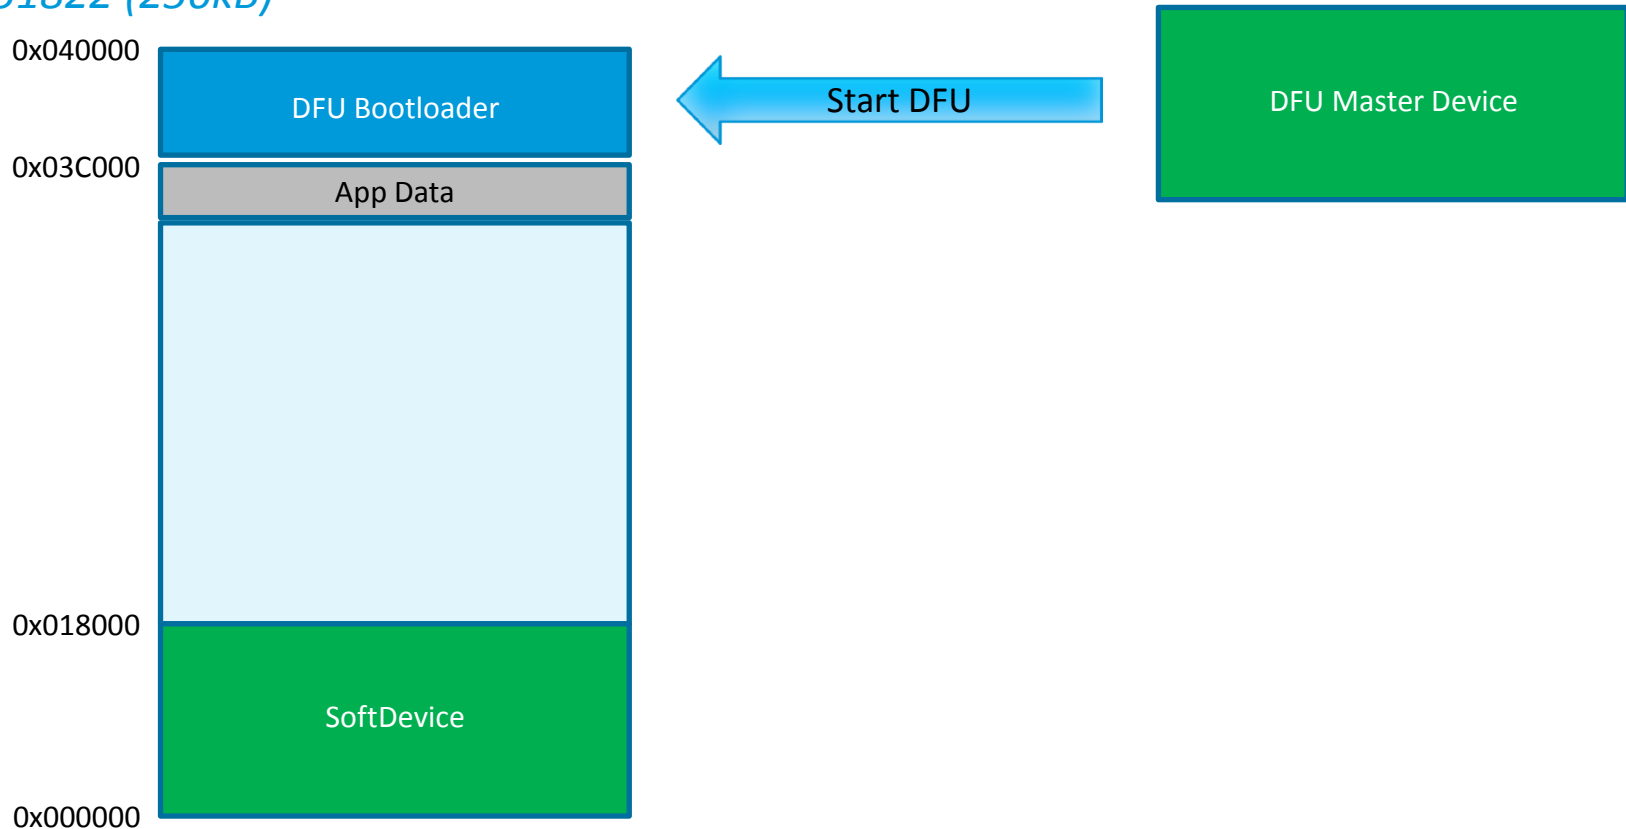 0x040000
DFU Bootloader
Start DFU
DFU Master Device
0x03C000
App Data
0x018000
SoftDevice
0x000000